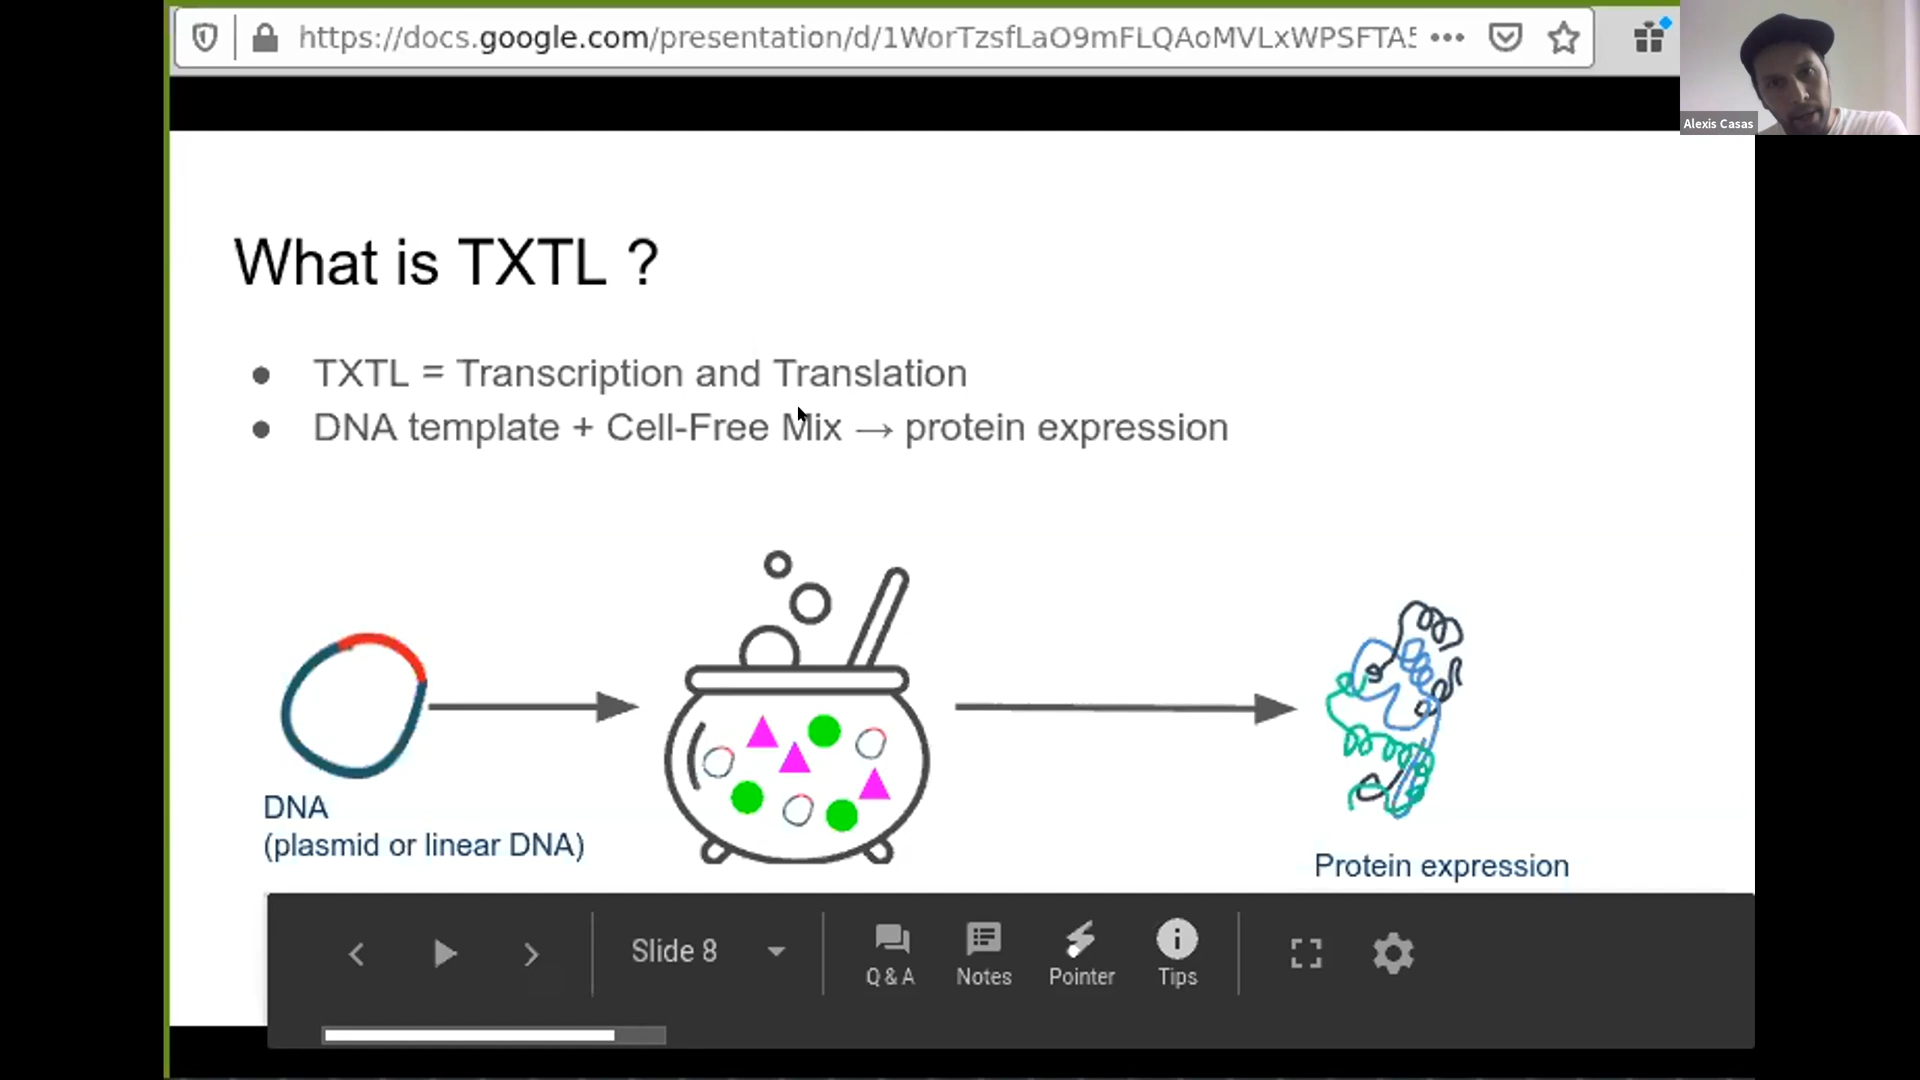 https://docs.google.com/presentation/d/1WorTzsfLaO9mFLQAoMVLxWPSFTA5
Alexis Casas
What is TXTL ?
● TXTL = Transcription and Translation
● DNA template + Cell-Free Mix → protein expression
DNA
(plasmid or linear DNA)
Protein expression
Slide 8
Q & A
Notes
Pointer
Tips